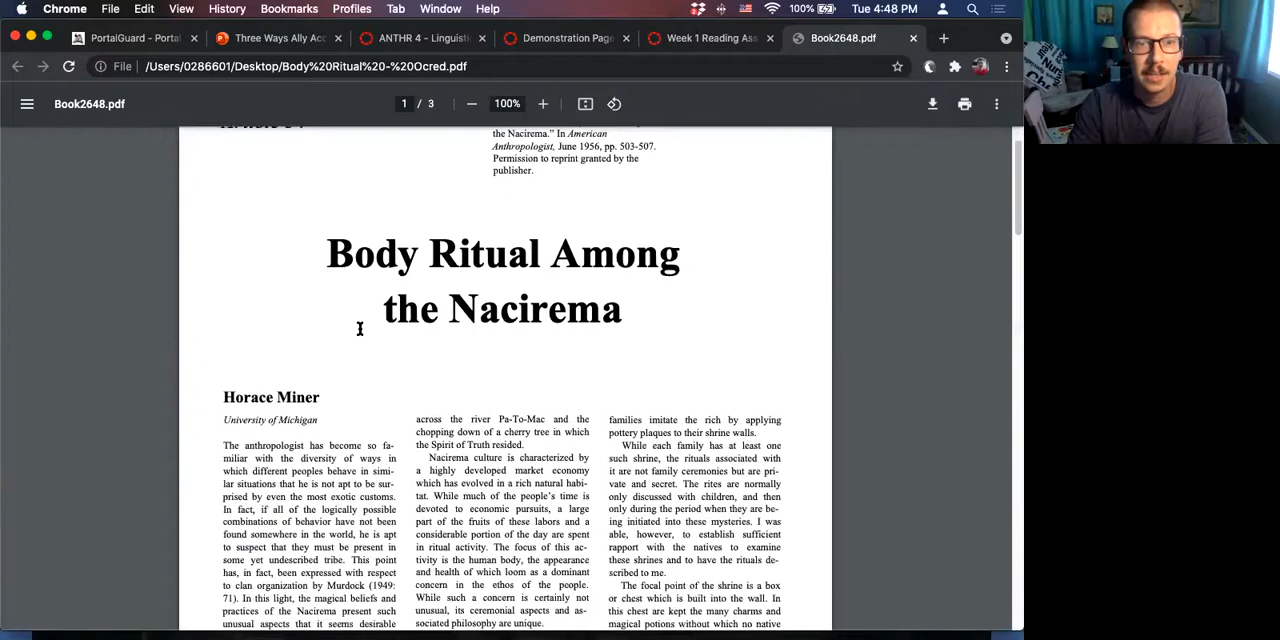 Chrome File Edit View History Bookmarks Profiles Tab Window Help 100% Tue 4:48 PM
PortalGuard - Portal Three Ways Ally Acc ANTHR 4 - Linguisti Demonstration Page Week 1 Reading Ass Book2648.pdf
File /Users/0286601/Desktop/Body%20Ritual%20-%20Ocred.pdf
Book2648.pdf 1 / 3 100%
the Nacirema." In American
Anthropologist, June 1956, pp. 503-507.
Permission to reprint granted by the
publisher.
Body Ritual Among
the Nacirema
Horace Miner
University of Michigan
The anthropologist has become so fa-
miliar with the diversity of ways in
which different peoples behave in simi-
lar situations that he is not apt to be sur-
prised by even the most exotic customs.
In fact, if all of the logically possible
combinations of behavior have not been
found somewhere in the world, he is apt
to suspect that they must be present in
some yet undescribed tribe. This point
has, in fact, been expressed with respect
to clan organization by Murdock (1949:
71). In this light, the magical beliefs and
practices of the Nacirema present such
unusual aspects that it seems desirable
across the river Pa-To-Mac and the
chopping down of a cherry tree in which
the Spirit of Truth resided.
Nacirema culture is characterized by
a highly developed market economy
which has evolved in a rich natural habi-
tat. While much of the people's time is
devoted to economic pursuits, a large
part of the fruits of these labors and a
considerable portion of the day are spent
in ritual activity. The focus of this ac-
tivity is the human body, the appearance
and health of which loom as a dominant
concern in the ethos of the people.
While such a concern is certainly not
unusual, its ceremonial aspects and as-
sociated philosophy are unique.
families imitate the rich by applying
pottery plaques to their shrine walls.
While each family has at least one
such shrine, the rituals associated with
it are not family ceremonies but are pri-
vate and secret. The rites are normally
only discussed with children, and then
only during the period when they are be-
ing initiated into these mysteries. I was
able, however, to establish sufficient
rapport with the natives to examine
these shrines and to have the rituals de-
scribed to me.
The focal point of the shrine is a box
or chest which is built into the wall. In
this chest are kept the many charms and
magical potions without which no native